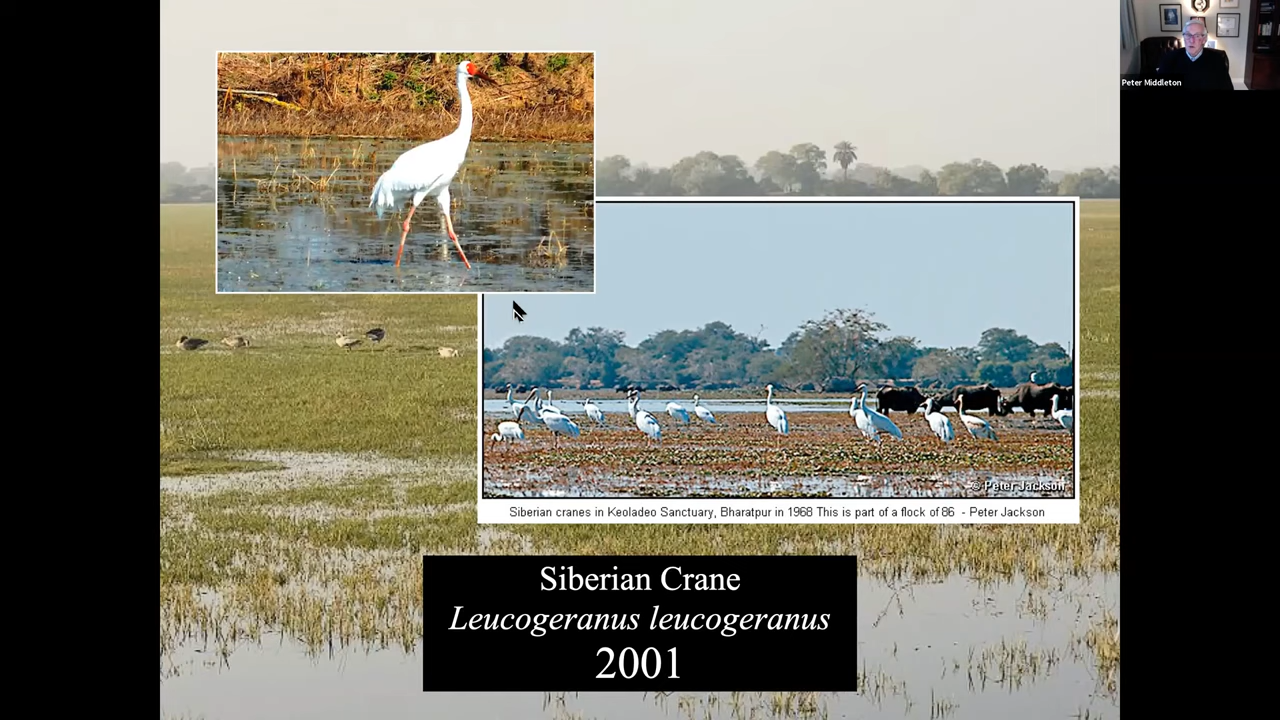 Peter Middleton
© Peter Jackson
Siberian cranes in Keoladeo Sanctuary, Bharatpur in 1968 This is part of a flock of 86 - Peter Jackson
Siberian Crane
Leucogeranus leucogeranus
2001